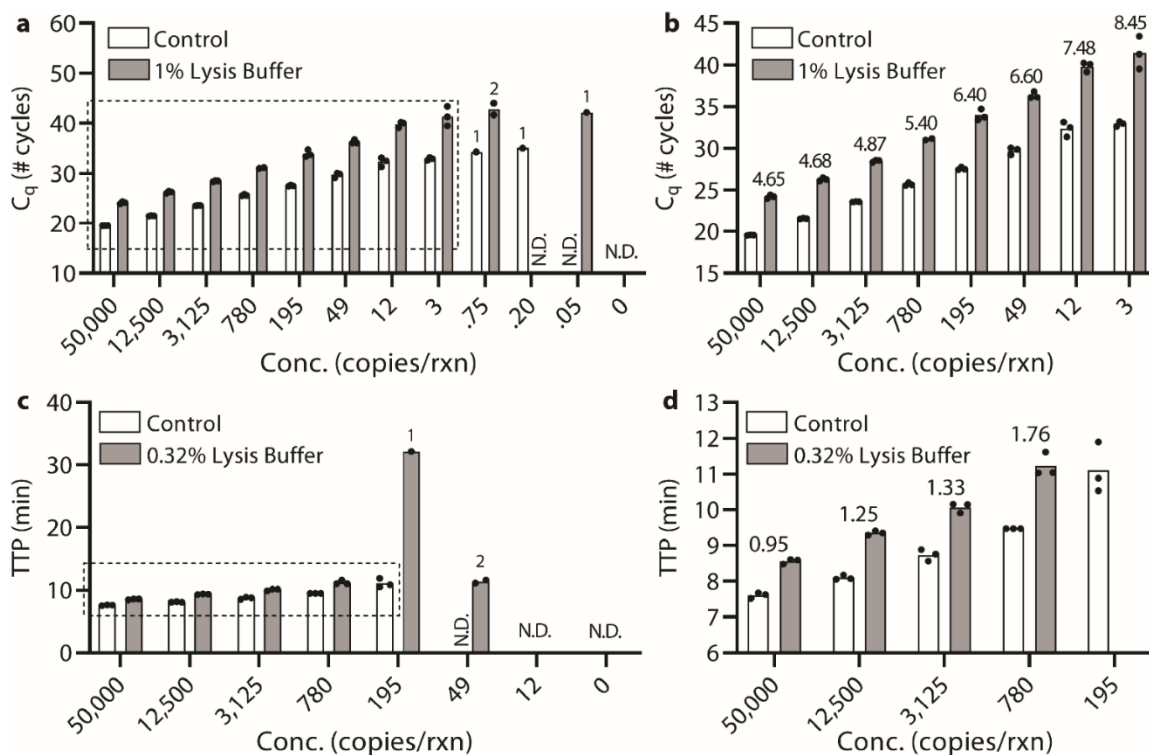 a
60
50
40
30
20
10
Cq (# cycles)
Control
1% Lysis Buffer
1
2
1
N.D.
N.D.
1
N.D.
50,000
12,500
3,125
780
195
49
12
3
.75
.20
.05
0
Conc. (copies/rxn)
b
45
40
35
30
25
20
15
Cq (# cycles)
Control
1% Lysis Buffer
4.65
4.68
4.87
5.40
6.40
6.60
7.48
8.45
50,000
12,500
3,125
780
195
49
12
3
Conc. (copies/rxn)
c
40
30
20
10
0
TTP (min)
Control
0.32% Lysis Buffer
1
N.D.
2
N.D.
N.D.
50,000
12,500
3,125
780
195
49
12
0
Conc. (copies/rxn)
d
13
12
11
10
9
8
7
6
TTP (min)
Control
0.32% Lysis Buffer
0.95
1.25
1.33
1.76
50,000
12,500
3,125
780
195
Conc. (copies/rxn)